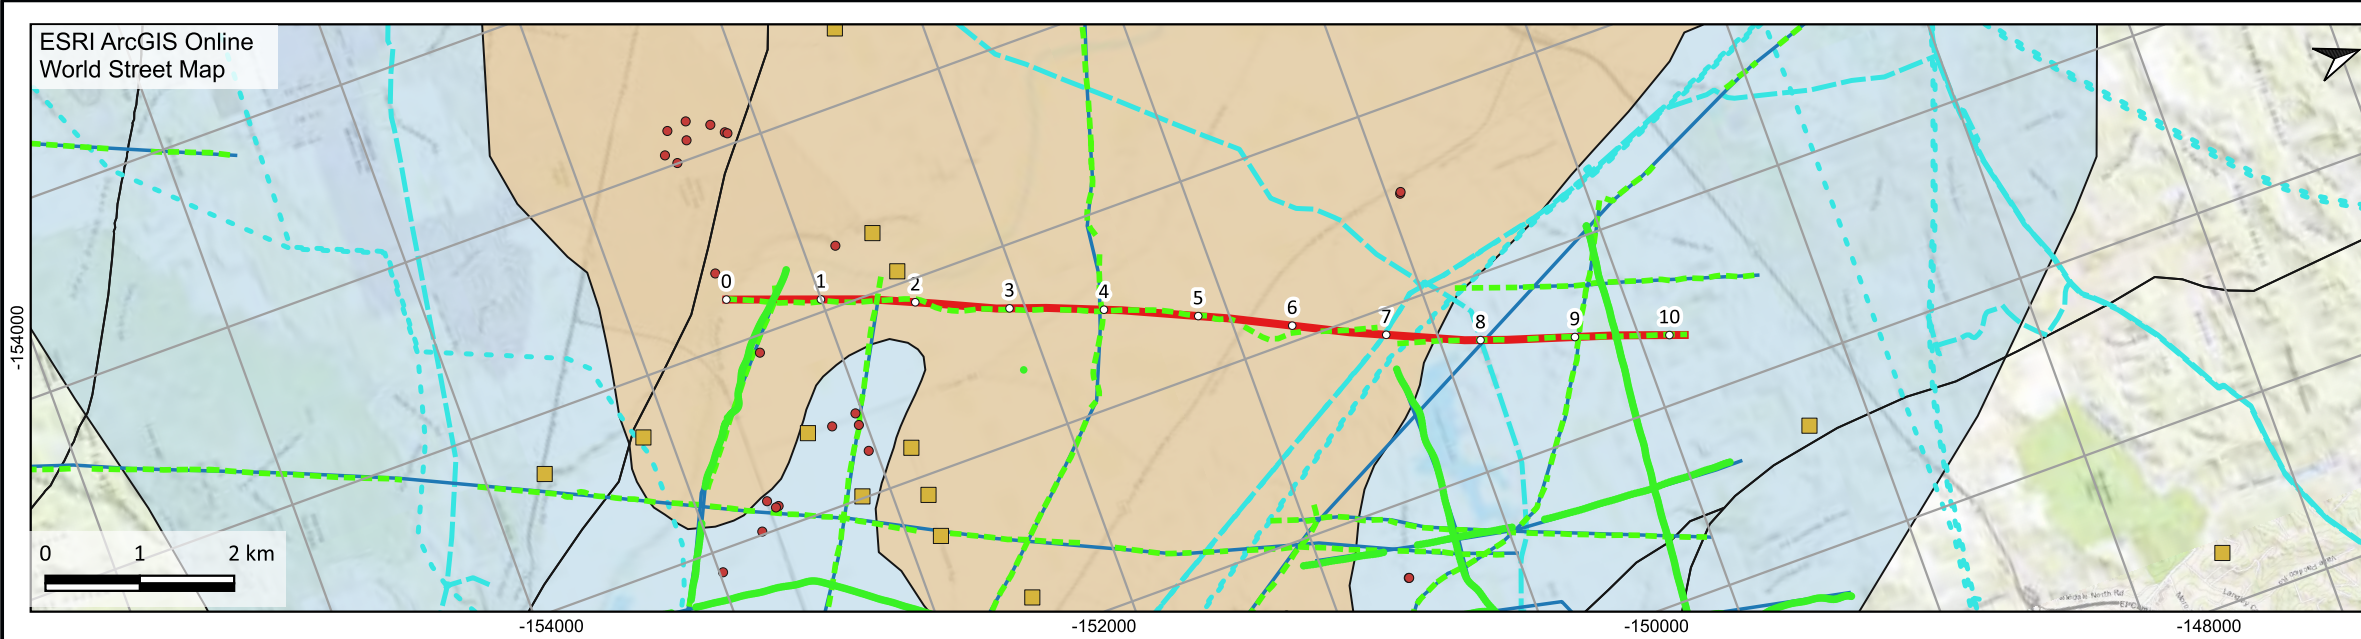 ESRI ArcGIS Online
World Street Map
0 1 2 3 4 5 6 7 8 9 10
-154000
0 1 2 km
-154000 -152000 -150000 -148000